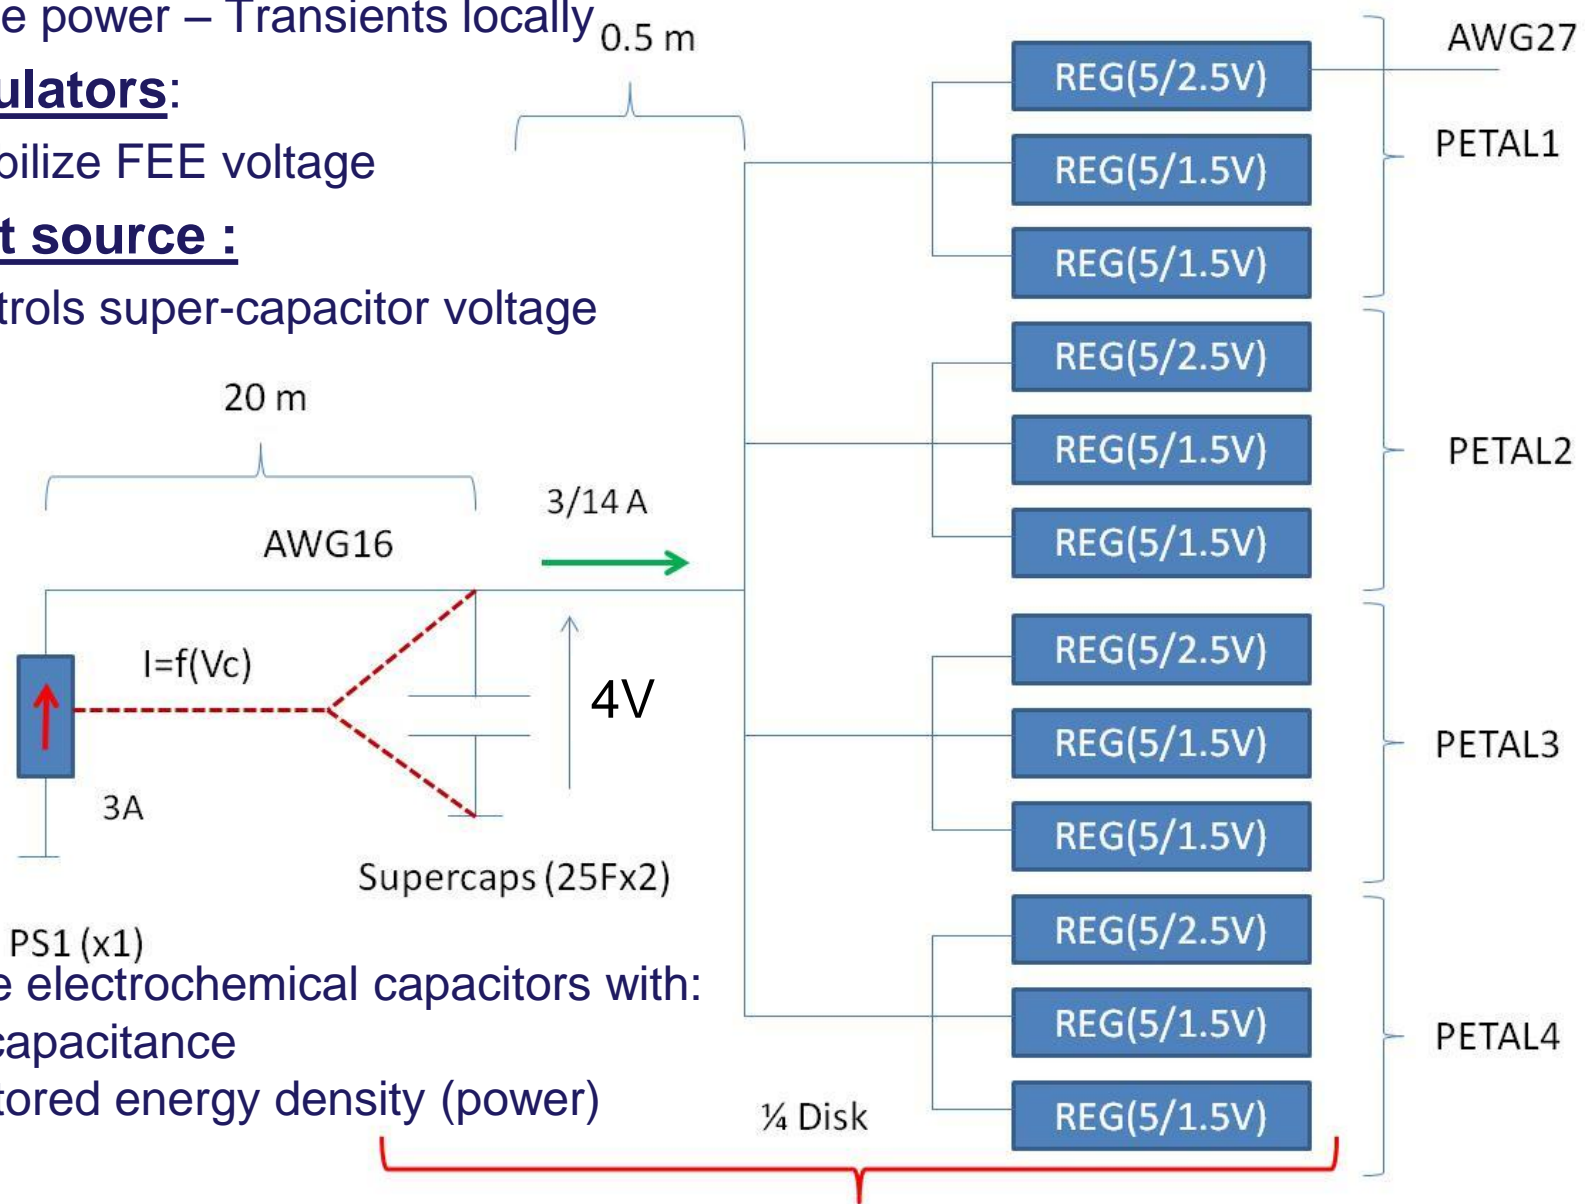 e power – Transients locally
ulators:
bilize FEE voltage
t source :
trols super-capacitor voltage
0.5 m
20 m
AWG16
3/14 A
I=f(Vc)
4V
3A
Supercaps (25Fx2)
PS1 (x1)
e electrochemical capacitors with:
capacitance
tored energy density (power)
¼ Disk
AWG27
REG(5/2.5V)
REG(5/1.5V)
REG(5/1.5V)
PETAL1
REG(5/2.5V)
REG(5/1.5V)
REG(5/1.5V)
PETAL2
REG(5/2.5V)
REG(5/1.5V)
REG(5/1.5V)
PETAL3
REG(5/2.5V)
REG(5/1.5V)
REG(5/1.5V)
PETAL4